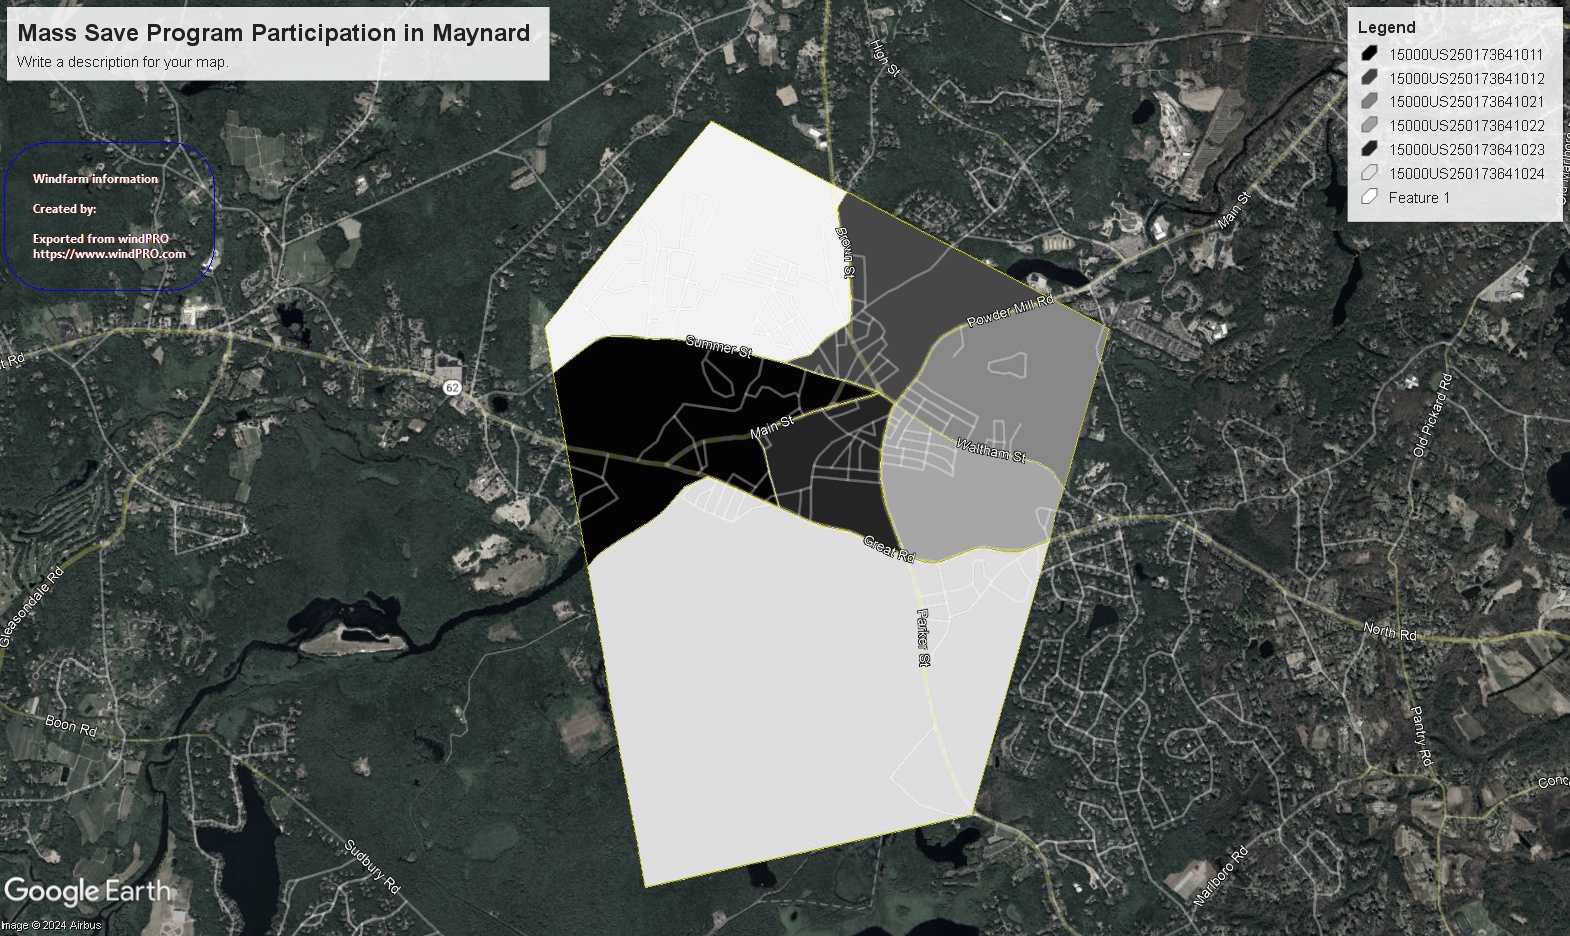 Mass Save Program Participation in Maynard
Write a description for your map.
Legend
15000US250173641011
15000US250173641012
15000US250173641021
15000US250173641022
15000US250173641023
15000US250173641024
Feature 1
Windfarm information
Created by:
Exported from windPRO
https://www.windPRO.com
High St
Main St
Brown St
Powder Mill Rd
Summer St
t Rd
62
Main St
Waltham St
Old Pickard Rd
Great Rd
Gleasondale Rd
Parker St
North Rd
Boon Rd
Pantry Rd
Conc
Sudbury Rd
Marlboro Rd
Google Earth
Image © 2024 Airbus